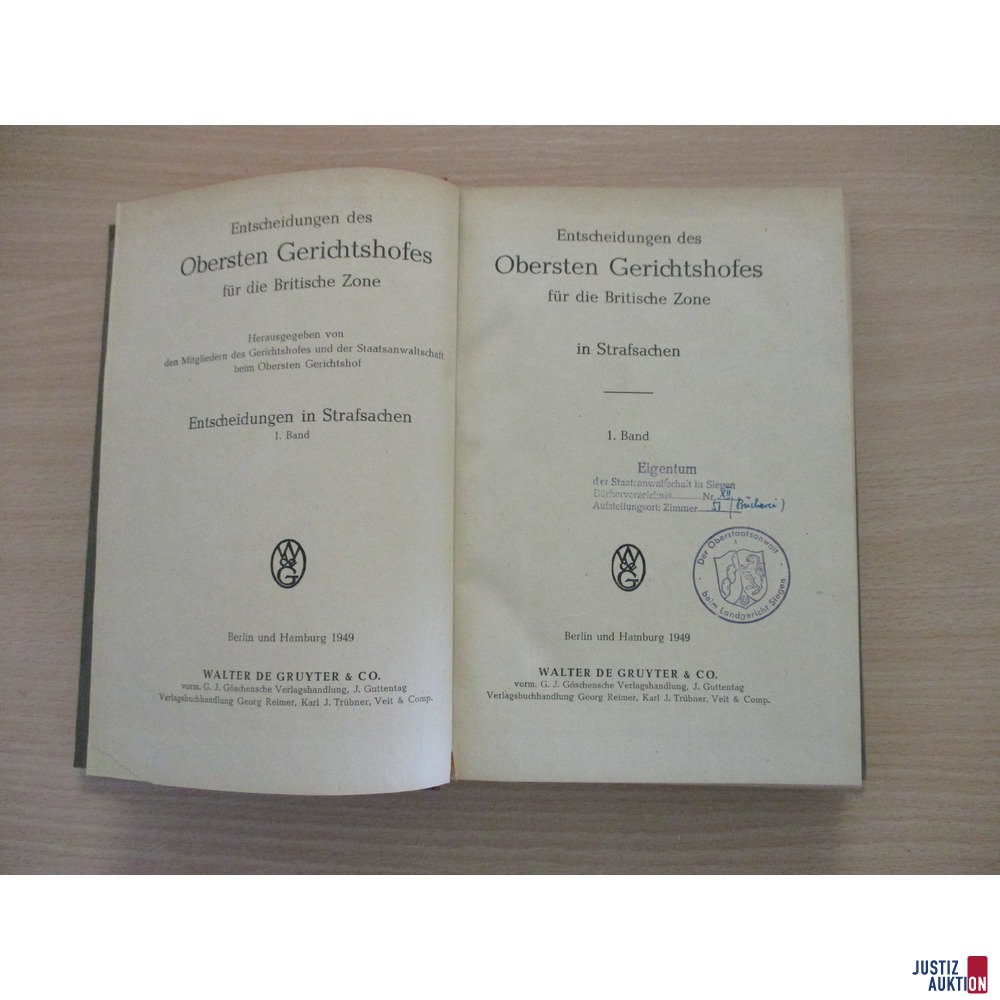 Entscheidungen des
Obersten Gerichtshofes
für die Britische Zone
Herausgegeben von
den Mitgliedern des Gerichtshofes und der Staatsanwaltschaft
beim Obersten Gerichtshof
Entscheidungen in Strafsachen
1. Band
W
&
G
Berlin und Hamburg 1949
WALTER DE GRUYTER & CO.
vorm. G. J. Göschensche Verlagshandlung, J. Guttentag
Verlagsbuchhandlung Georg Reimer, Karl J. Trübner, Veit & Comp.
Entscheidungen des
Obersten Gerichtshofes
für die Britische Zone
in Strafsachen
1. Band
Eigentum
der Staatsanwaltschaft in Siegen
Bücherverzeichnis Nr. XII
Aufstellungsort: Zimmer 51 (Bücherei)
Der Oberstaatsanwalt
1
beim Landgericht Siegen
W
&
G
Berlin und Hamburg 1949
WALTER DE GRUYTER & CO.
vorm. G. J. Göschensche Verlagshandlung, J. Guttentag
Verlagsbuchhandlung Georg Reimer, Karl J. Trübner, Veit & Comp.
JUSTIZ
AUKTION